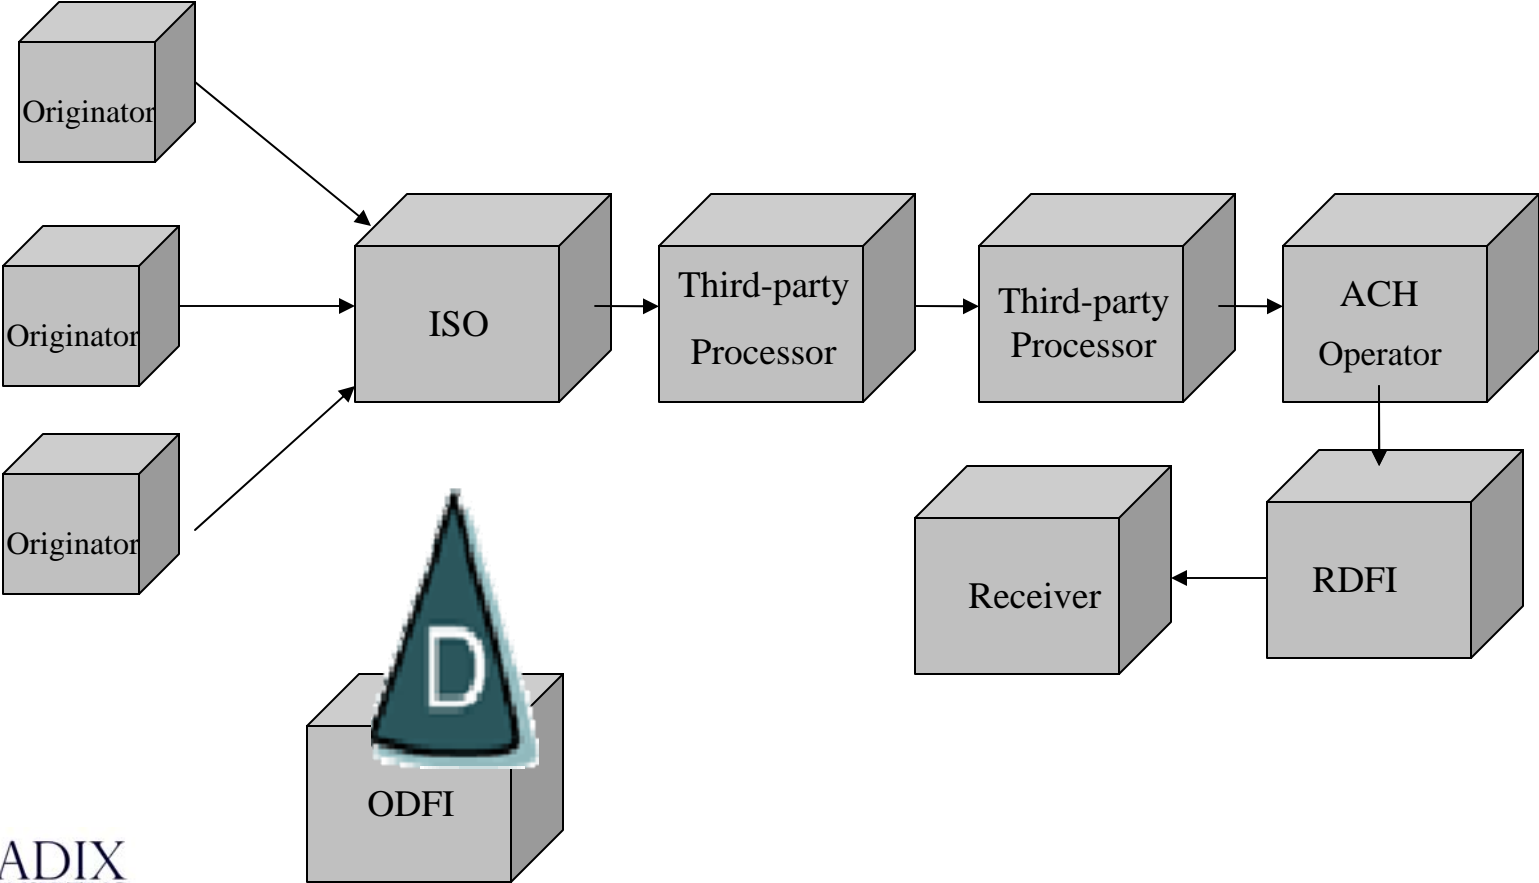 Originator
Originator
Originator
ISO
Third-party
Processor
Third-party
Processor
ACH
Operator
Receiver
RDFI
D
ODFI
ADIX